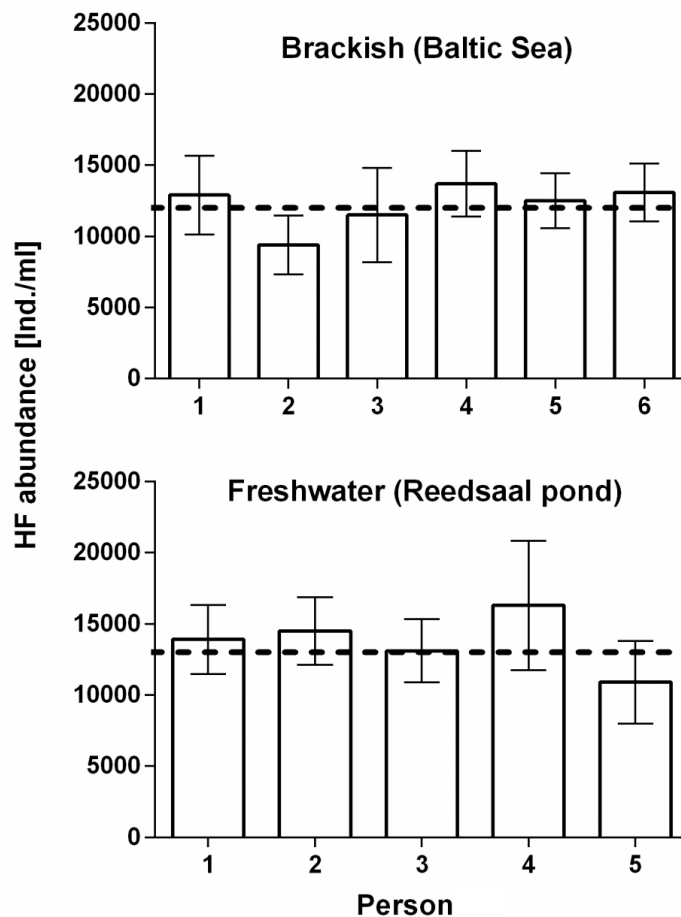 HF abundance [Ind./ml]
Brackish (Baltic Sea)
25000
20000
15000
10000
5000
0
1 2 3 4 5 6
Freshwater (Reedsaal pond)
25000
20000
15000
10000
5000
0
1 2 3 4 5
Person